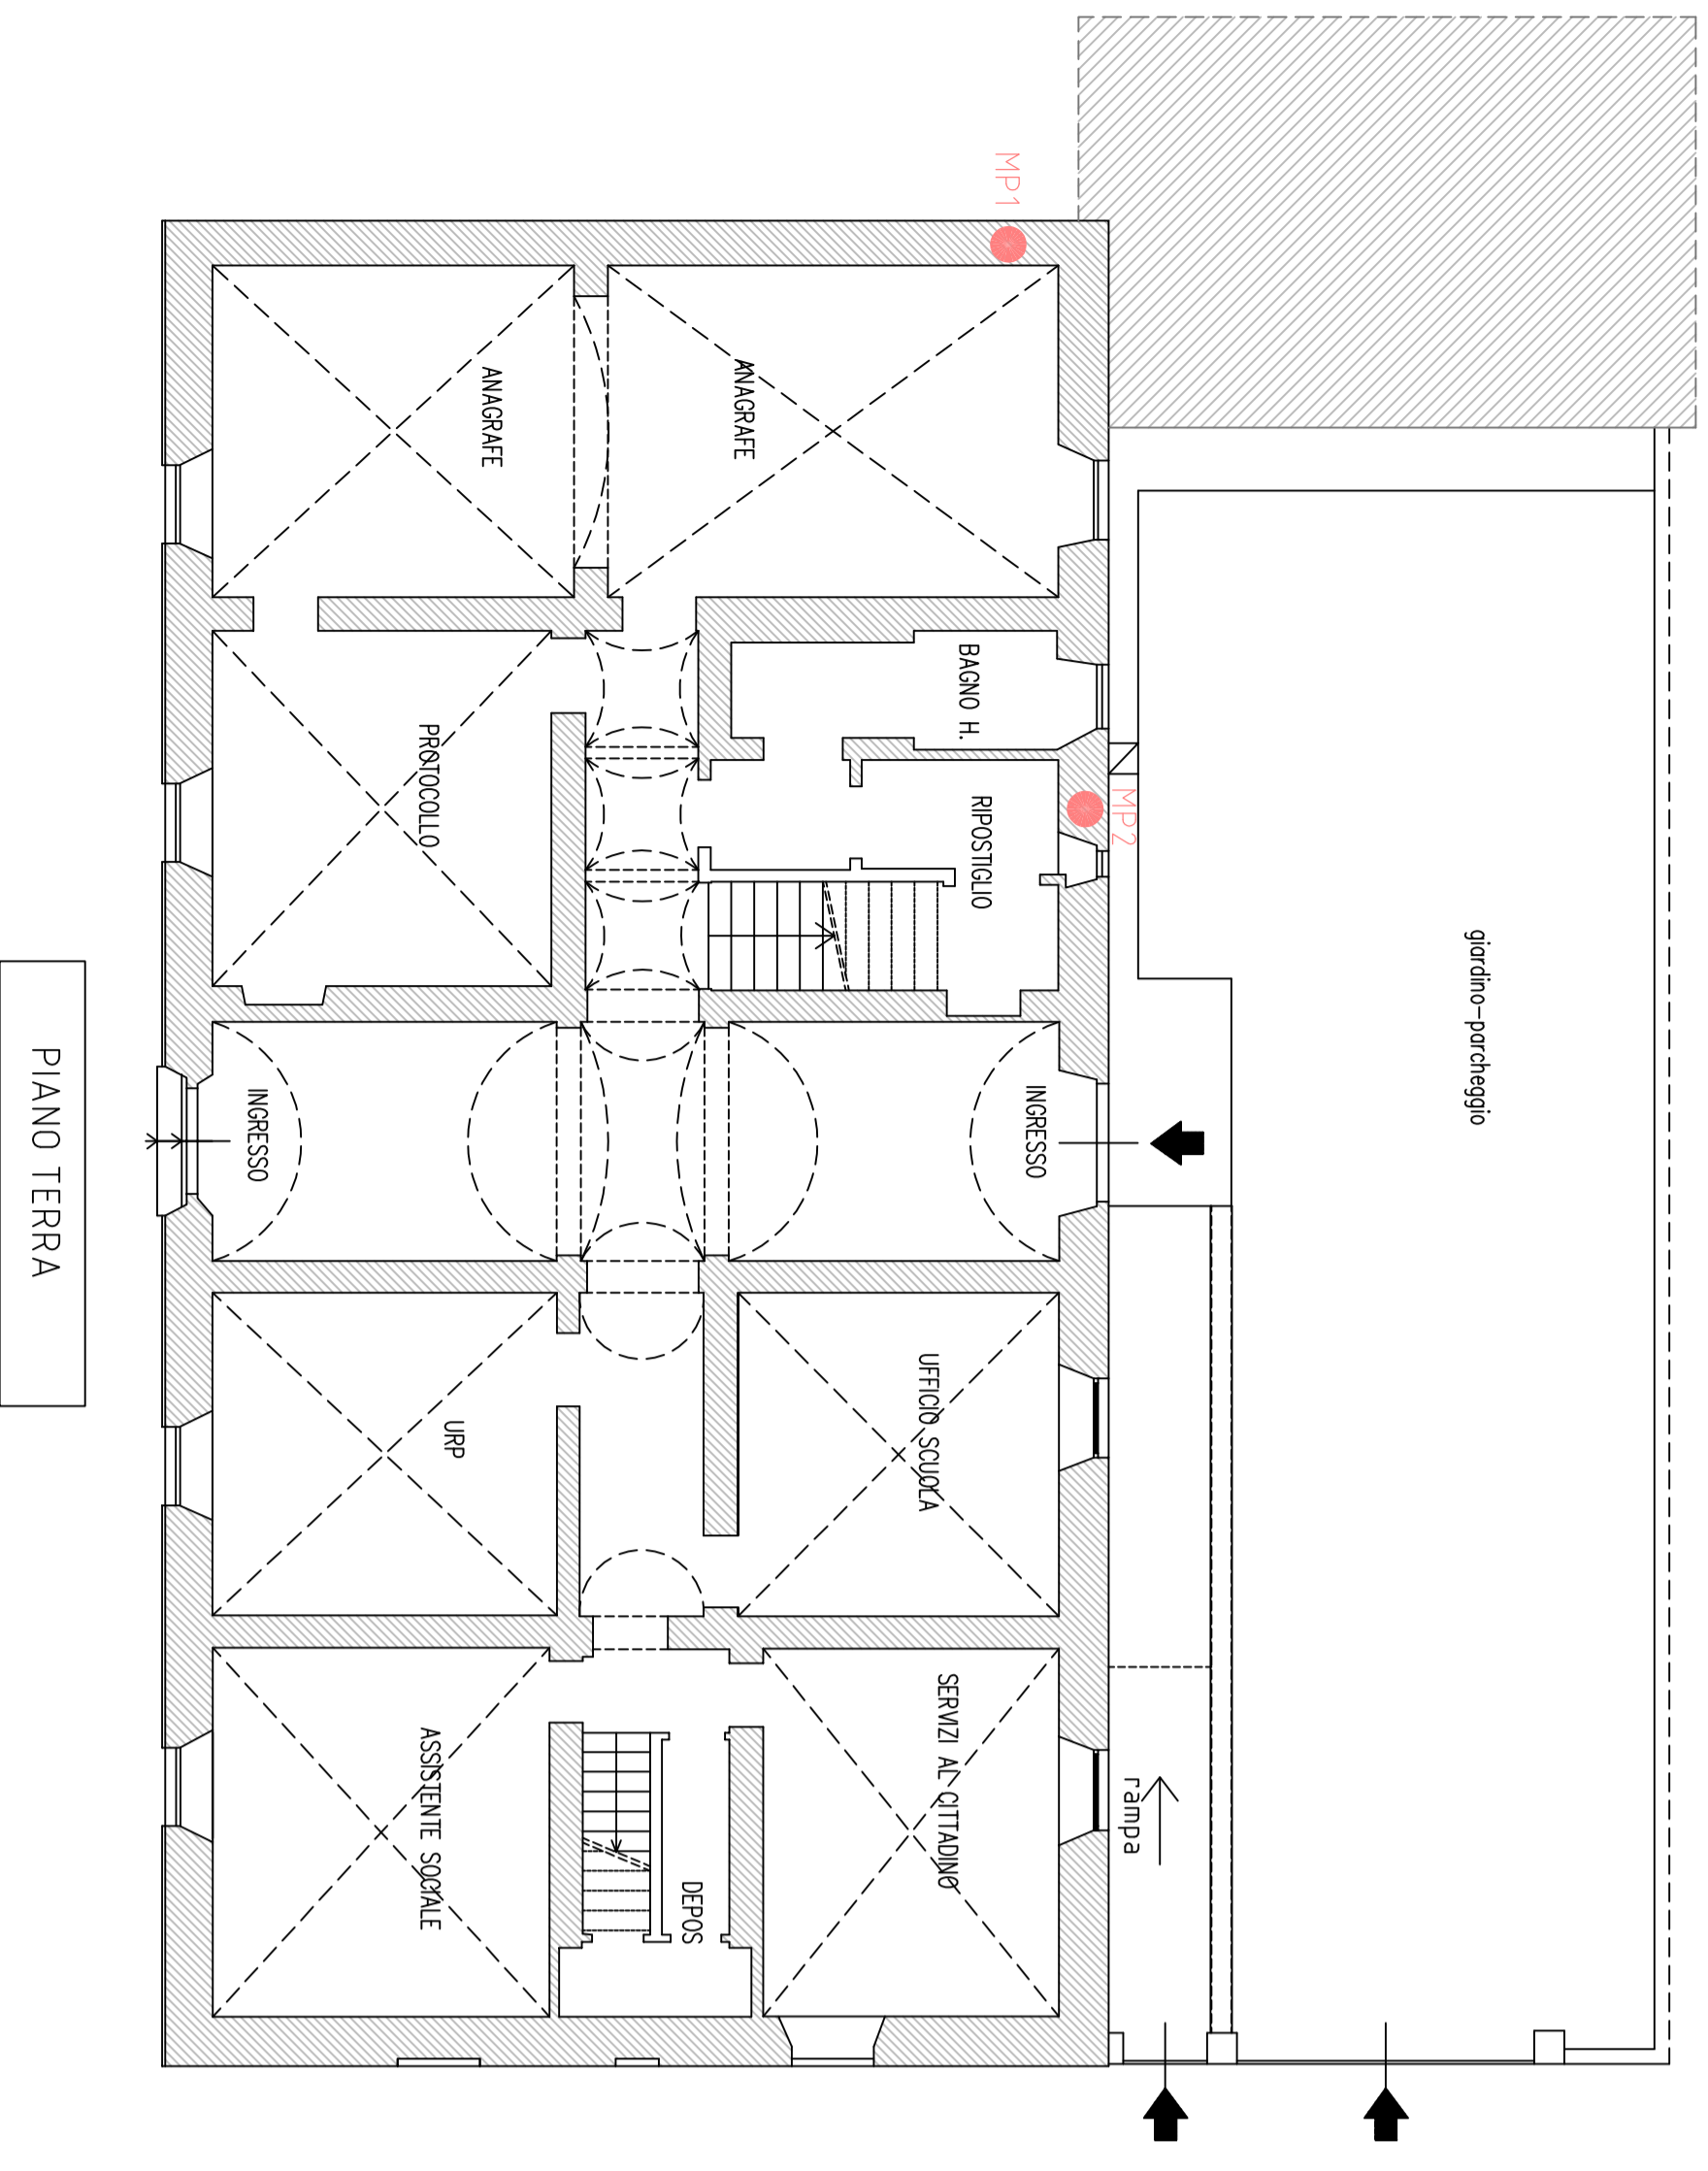 giardino-parcheggio
MP1
MP2
rampa
ANAGRAFE
ANAGRAFE
BAGNO H.
RIPOSTIGLIO
PROTOCOLLO
INGRESSO
INGRESSO
UFFICIO SCUOLA
URP
SERVIZI AL CITTADINO
DEPOS
ASSISTENTE SOCIALE
PIANO TERRA